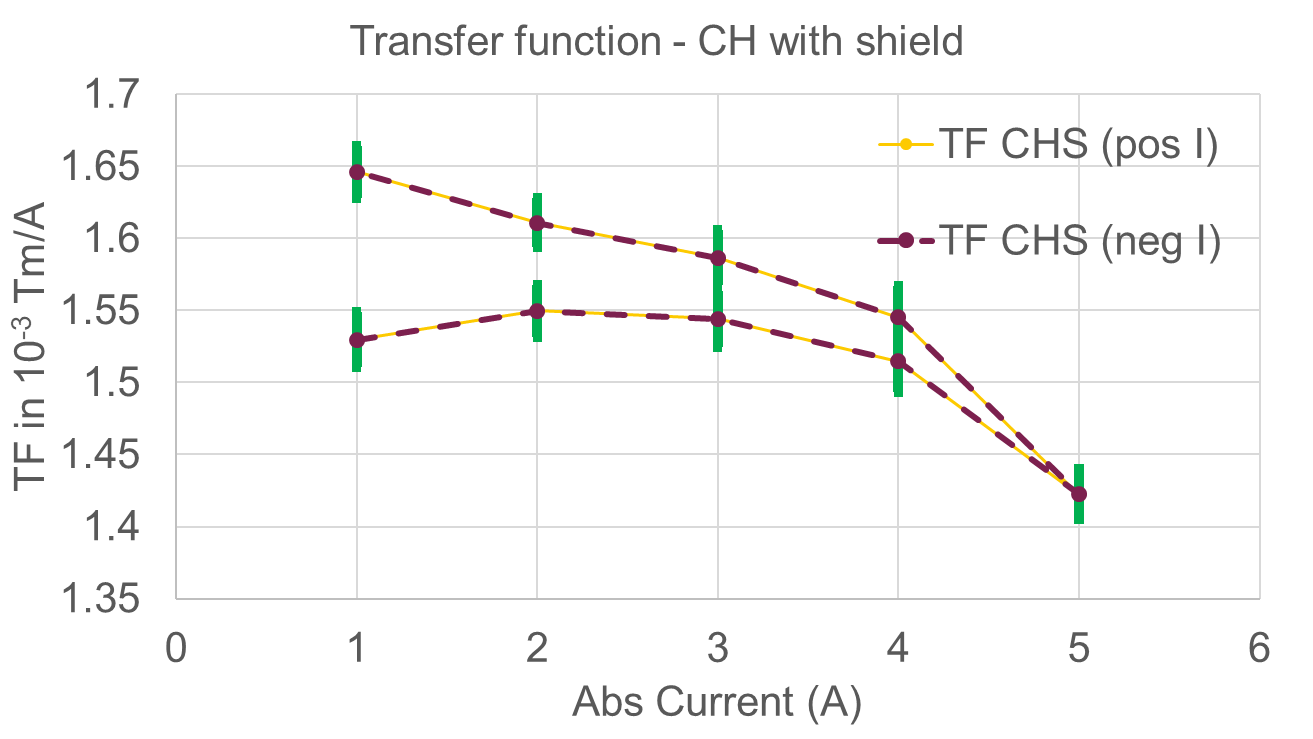 Transfer function - CH with shield
TF in 10⁻³ Tm/A
1.7
1.65
1.6
1.55
1.5
1.45
1.4
1.35
TF CHS (pos I)
TF CHS (neg I)
0 1 2 3 4 5 6
Abs Current (A)